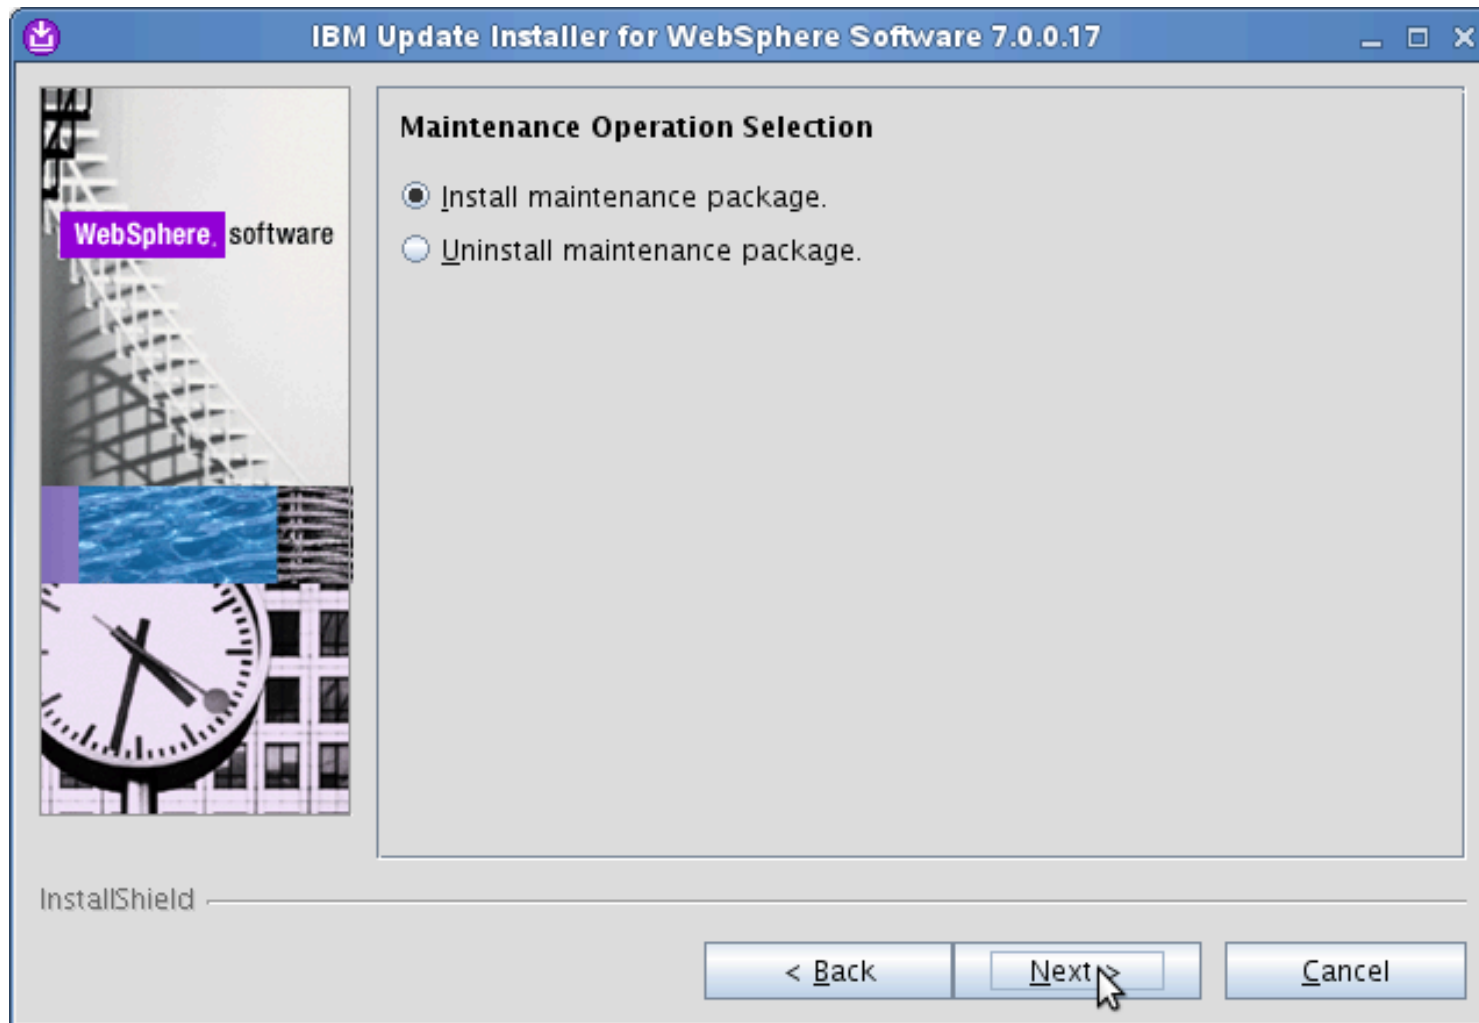 IBM Update Installer for WebSphere Software 7.0.0.17
WebSphere. software
Maintenance Operation Selection
Install maintenance package.
Uninstall maintenance package.
InstallShield
< Back
Next >
Cancel